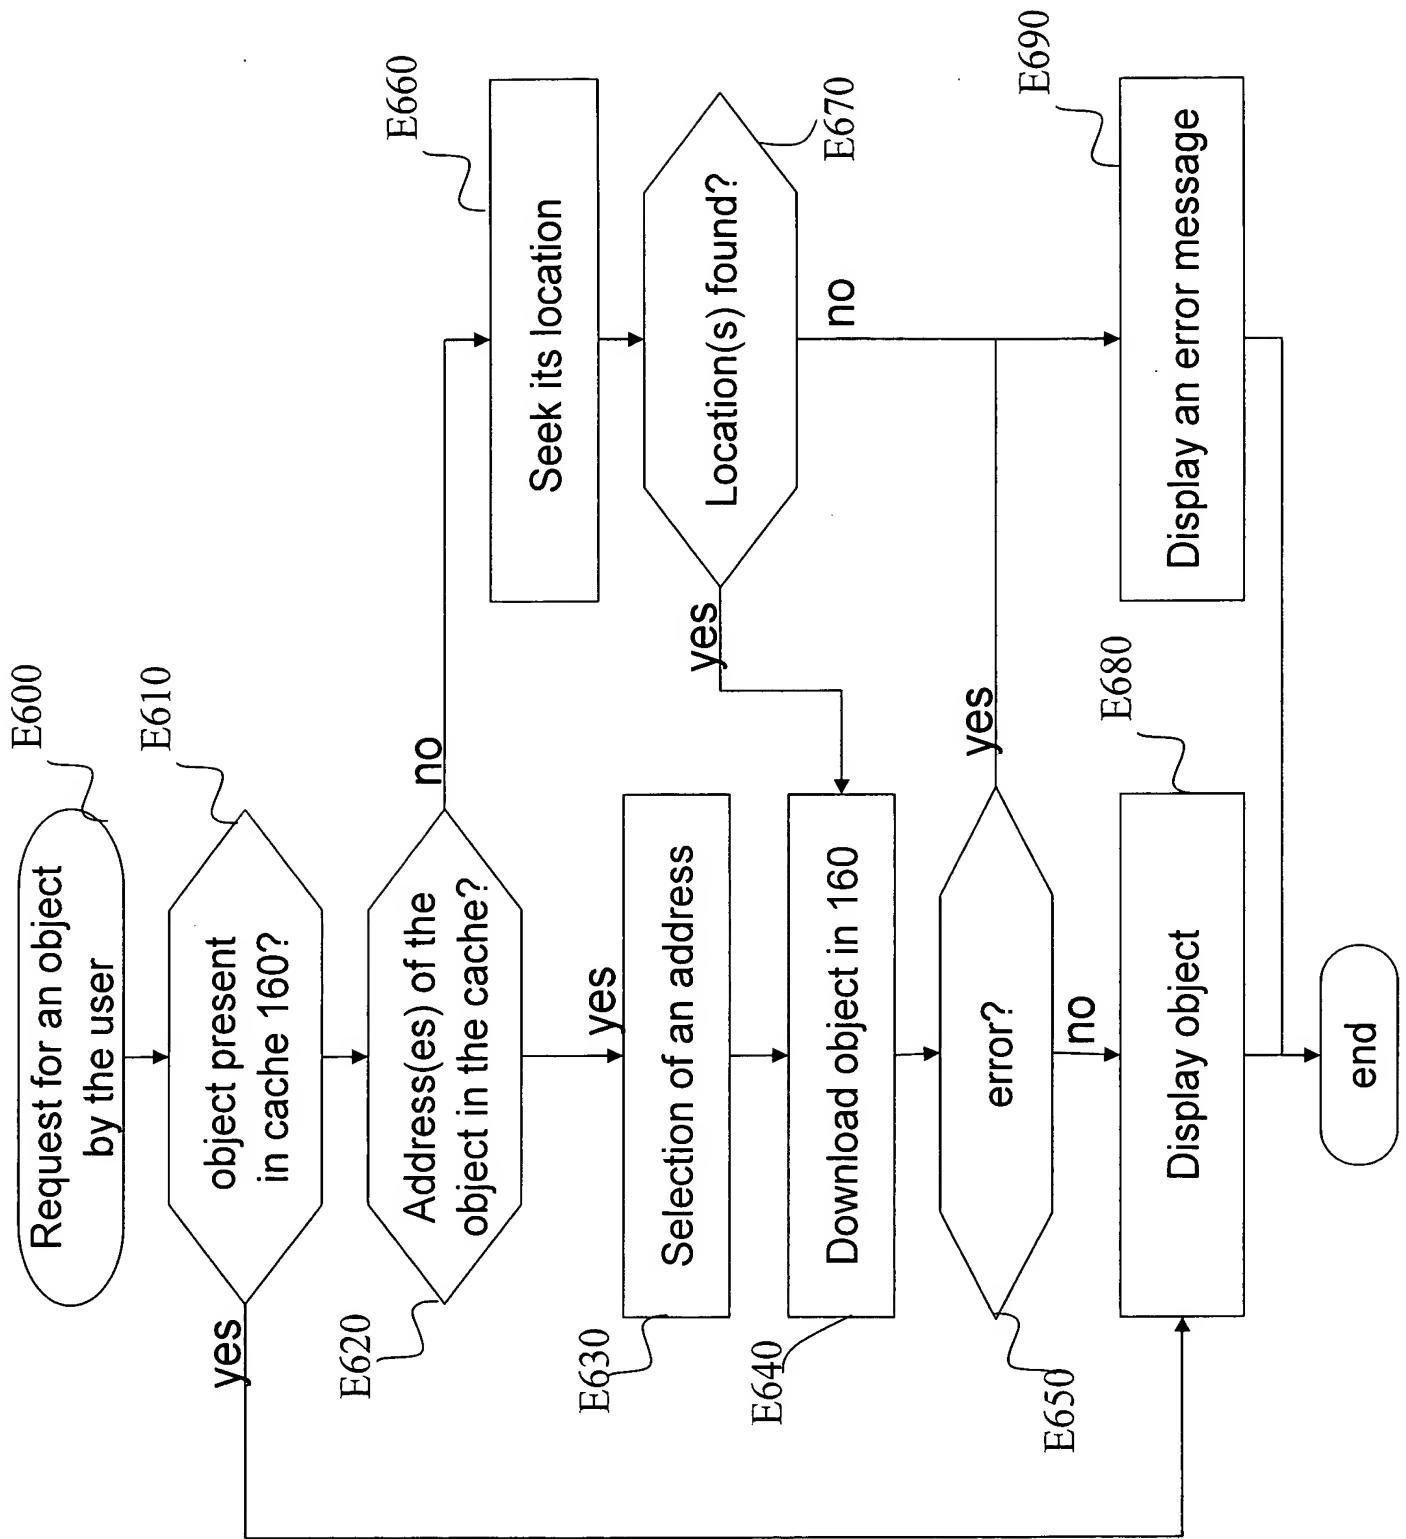 E600
Request for an object
by the user
E610
object present
in cache 160?
yes
E620
Address(es) of the
object in the cache?
no
yes
E660
Seek its location
E630
Selection of an address
Location(s) found?
E670
yes
no
E640
Download object in 160
E650
error?
yes
no
E680
Display object
E690
Display an error message
end